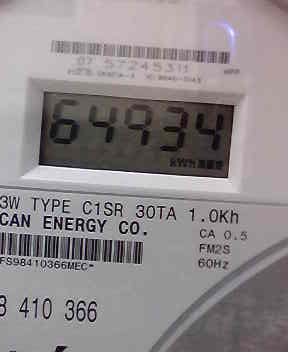 07 57245311
64934
kWh
3W TYPE C1SR 30TA 1.0Kh
CAN ENERGY CO.
CA 0.5
FM2S
FS98410366MEC*
60Hz
8 410 366